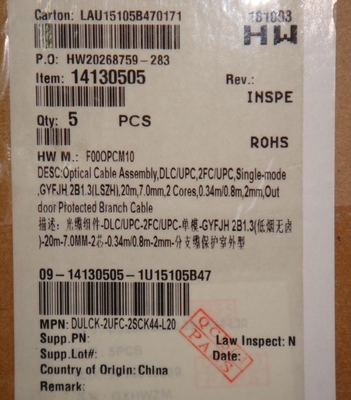 Carton: LAU15105B470171
181083
HW
P.O: HW20268759-283
Item: 14130505
Rev.:
INSPE
Qty: 5 PCS
ROHS
HW M.: F00OPCM10
DESC:Optical Cable Assembly,DLC/UPC,2FC/UPC,Single-mode
,GYFJH 2B1.3(LSZH),20m,7.0mm,2 Cores,0.34m/0.8m,2mm,Out
door Protected Branch Cable
描述: 光缆组件-DLC/UPC-2FC/UPC-单模-GYFJH 2B1.3(低烟无卤
)-20m-7.0MM-2芯-0.34m/0.8m-2mm-分支缆保护室外型
09-14130505-1U15105B47
MPN: DULCK-2UFC-2SCK44-L20
Supp.PN:
Law Inspect: N
Supp.Lot#:
Date:
Country of Origin: China
Remark:
QC
PASS